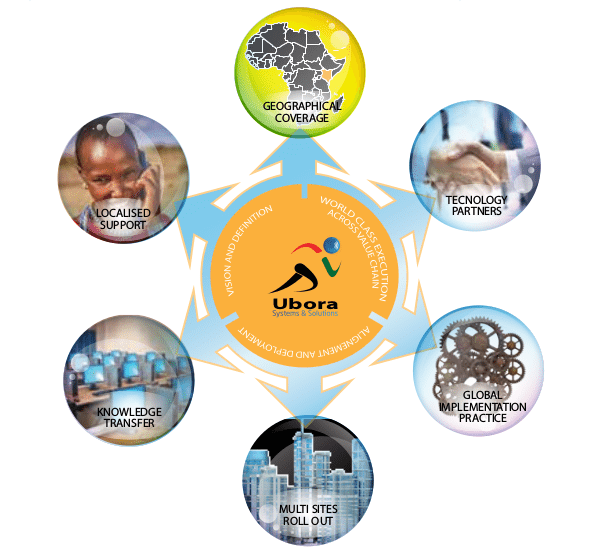 GEOGRAPHICAL
COVERAGE
TECNOLOGY
PARTNERS
LOCALISED
SUPPORT
VISION AND DEFINITION
WORLD CLASS EXECUTION
ACROSS VALUE CHAIN
Ubora
Systems & Solutions
ALIGNEMENT AND DEPLOYMENT
KNOWLEDGE
TRANSFER
GLOBAL
IMPLEMENTATION
PRACTICE
MULTI SITES
ROLL OUT